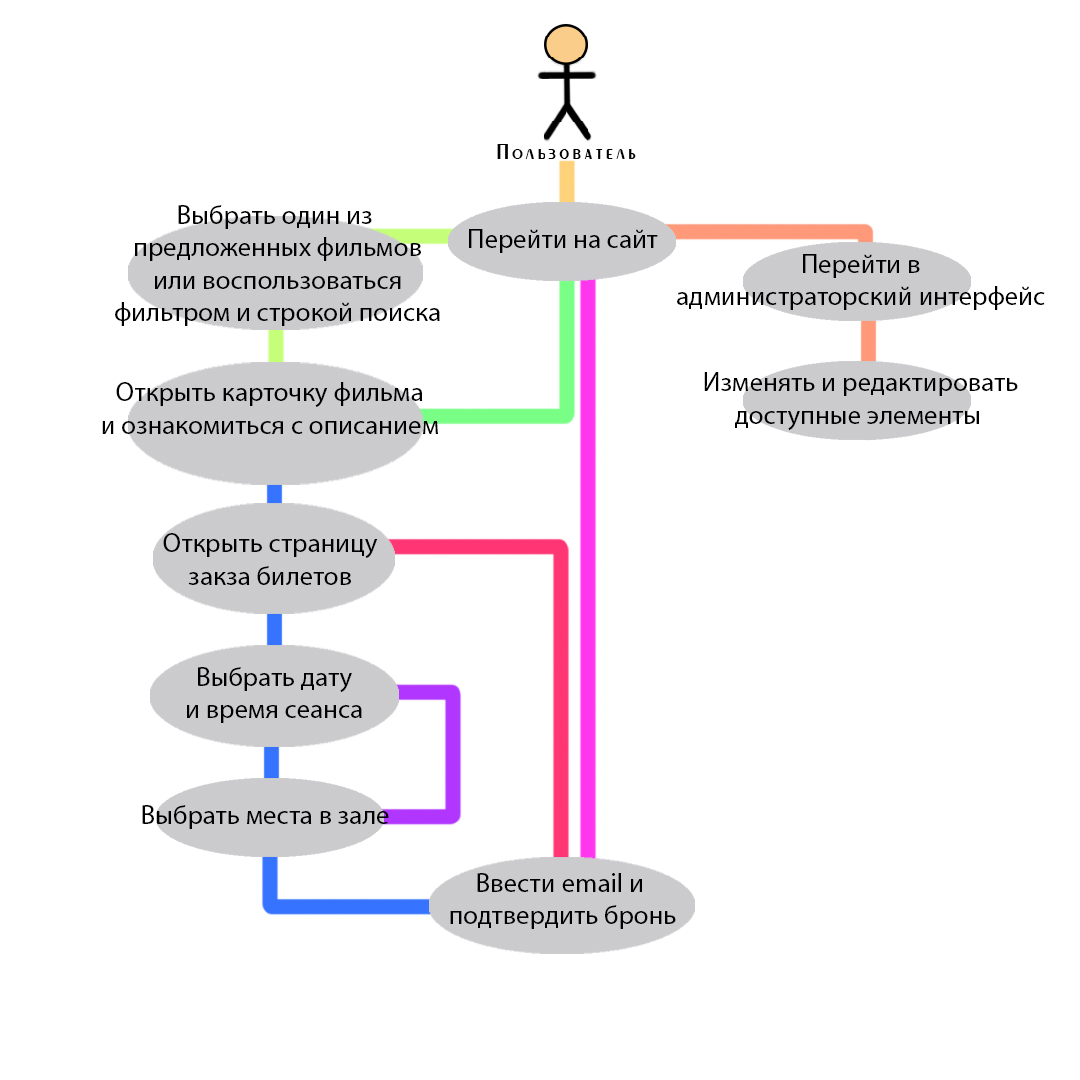 Пользователь
Перейти на сайт
Выбрать один из
предложенных фильмов
или воспользоваться
фильтром и строкой поиска
Перейти в
администраторский интерфейс
Открыть карточку фильма
и ознакомиться с описанием
Изменять и редактировать
доступные элементы
Открыть страницу
закза билетов
Выбрать дату
и время сеанса
Выбрать места в зале
Ввести email и
подтвердить бронь